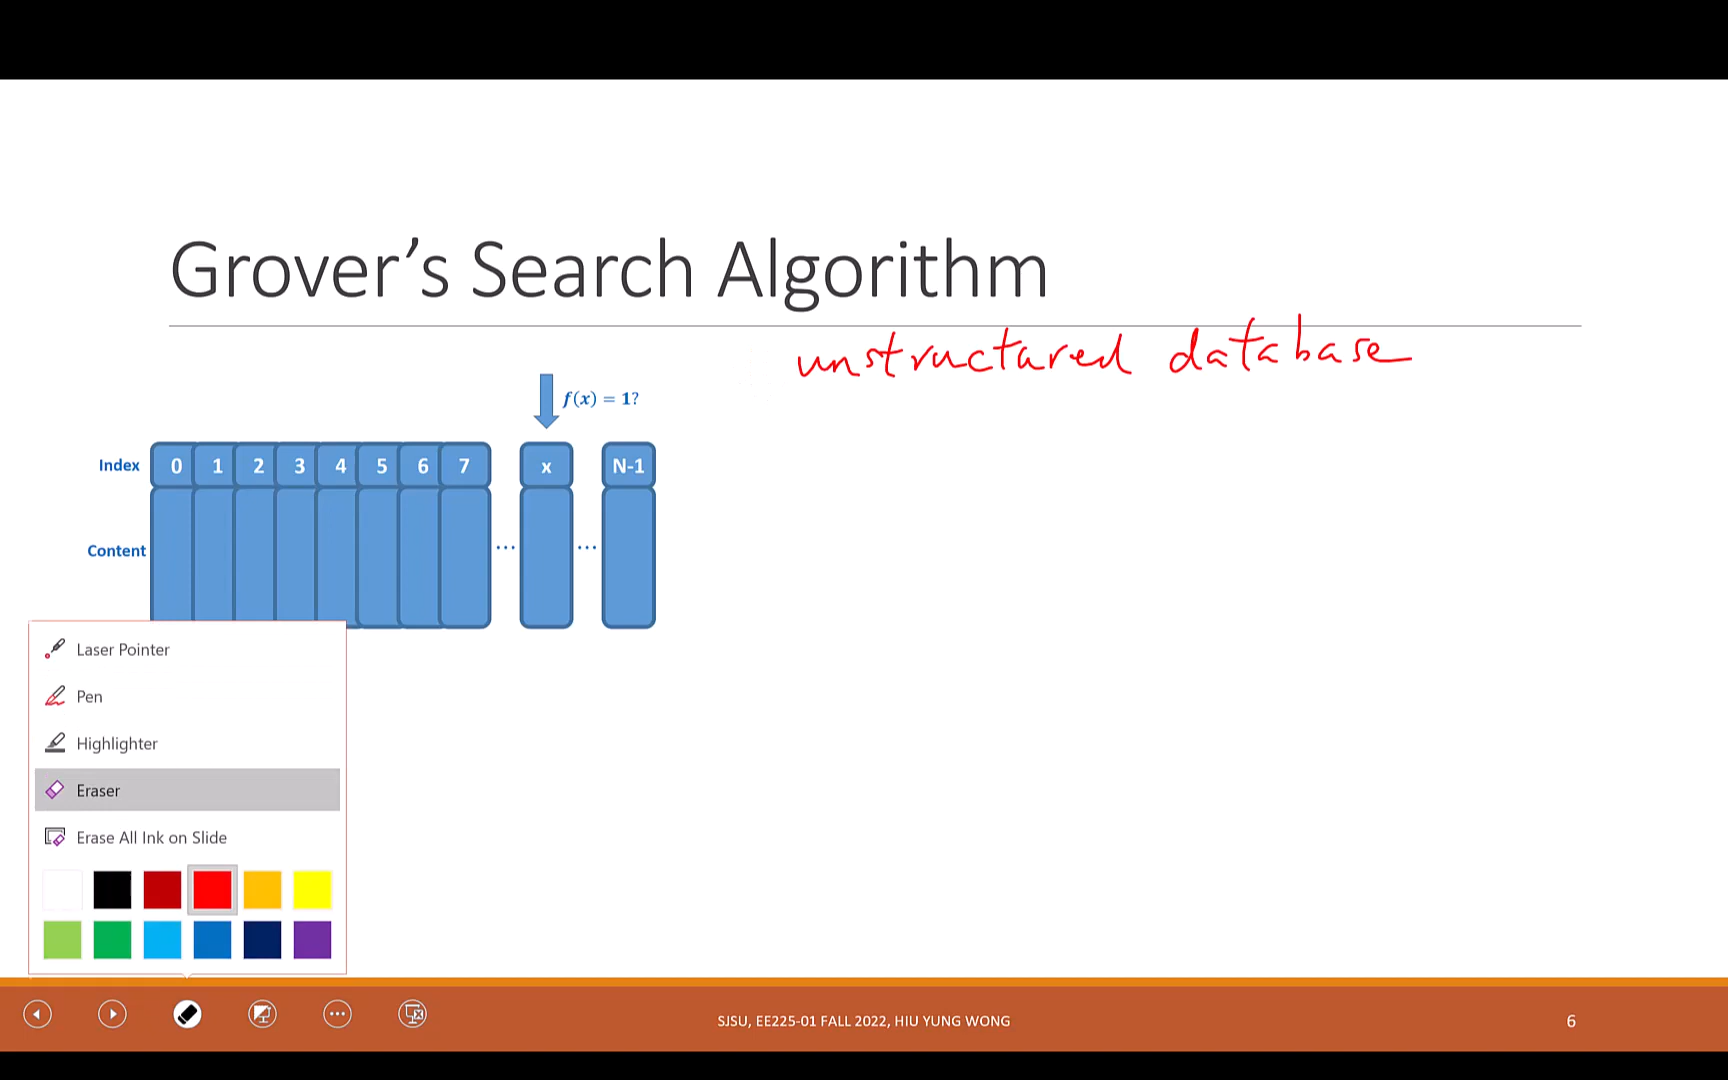 Grover's Search Algorithm
unstructured database
f(x) = 1?
Index 0 1 2 3 4 5 6 7 x N-1
Content ... ...
Laser Pointer
Pen
Highlighter
Eraser
Erase All Ink on Slide
SJSU, EE225-01 FALL 2022, HIU YUNG WONG
6